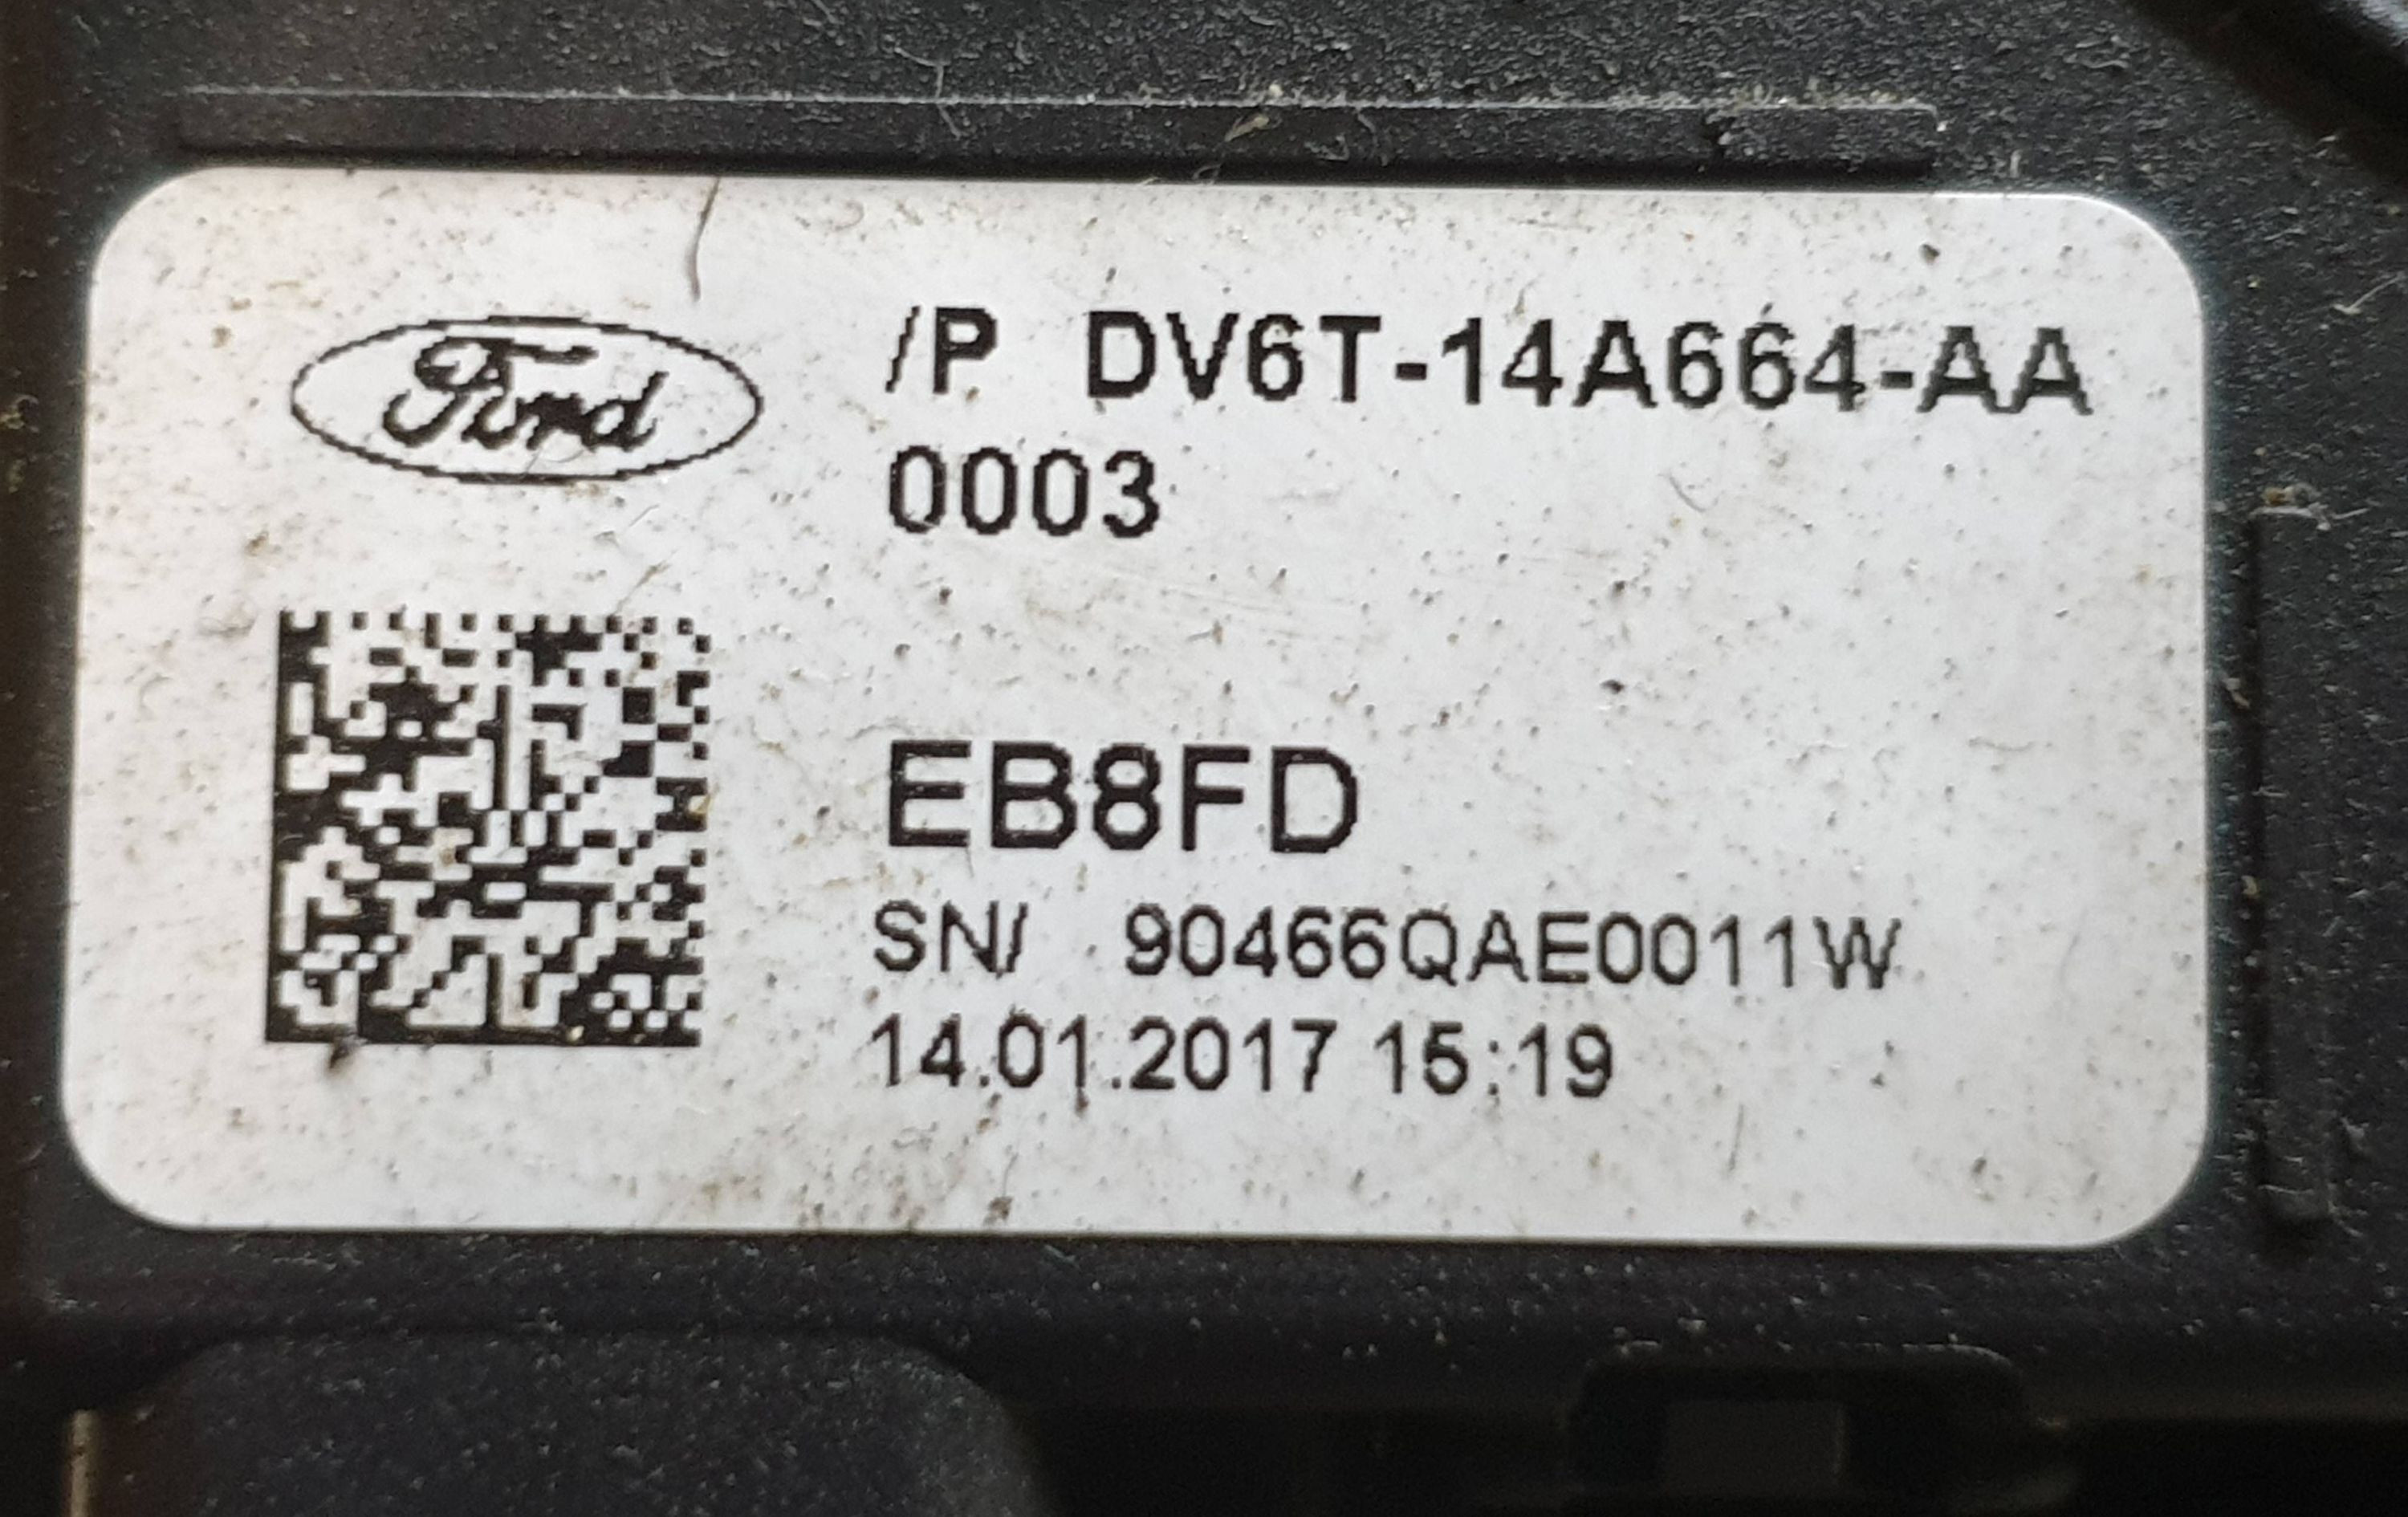 Ford
/P DV6T-14A664-AA
0003
EB8FD
SN/ 90466QAE0011W
14.01.2017 15:19